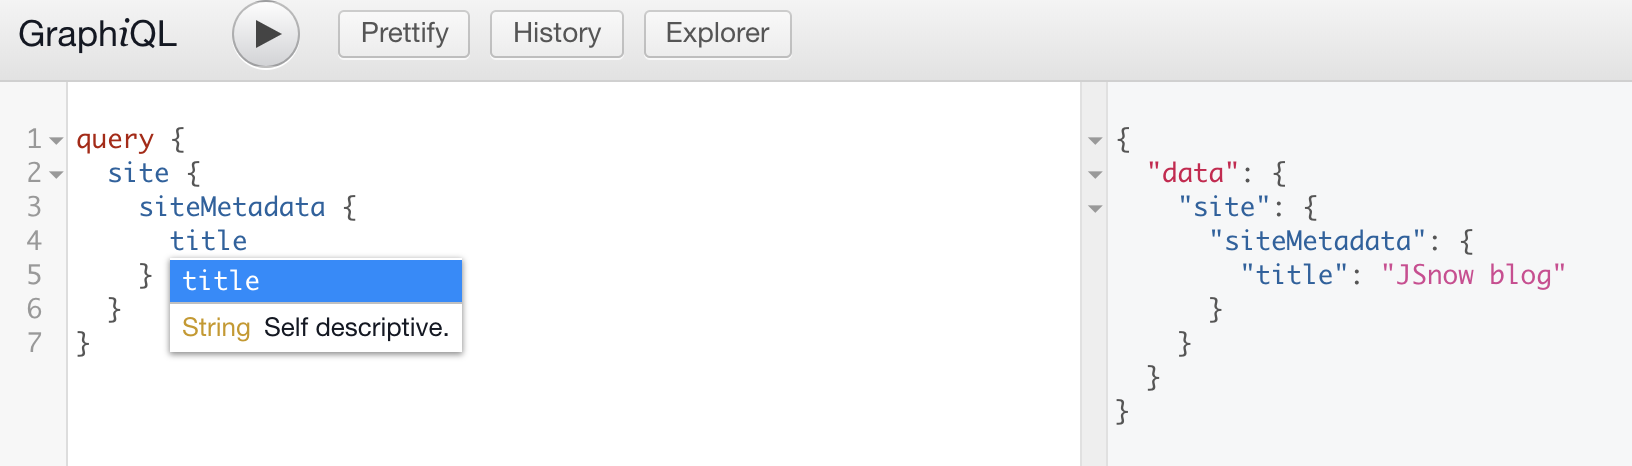 GraphiQL Prettify History Explorer
1 query {
2 site {
3 siteMetadata {
4 title
5 }
6 }
7 }
title
String Self descriptive.
{
"data": {
"site": {
"siteMetadata": {
"title": "JSnow blog"
}
}
}
}